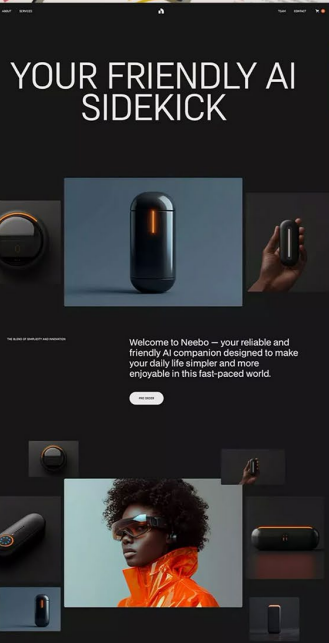 ABOUT SERVICES TEAM CONTACT
YOUR FRIENDLY AI
SIDEKICK
THE BLEND OF SIMPLICITY AND INNOVATION
Welcome to Neebo — your reliable and
friendly AI companion designed to make
your daily life simpler and more
enjoyable in this fast-paced world.